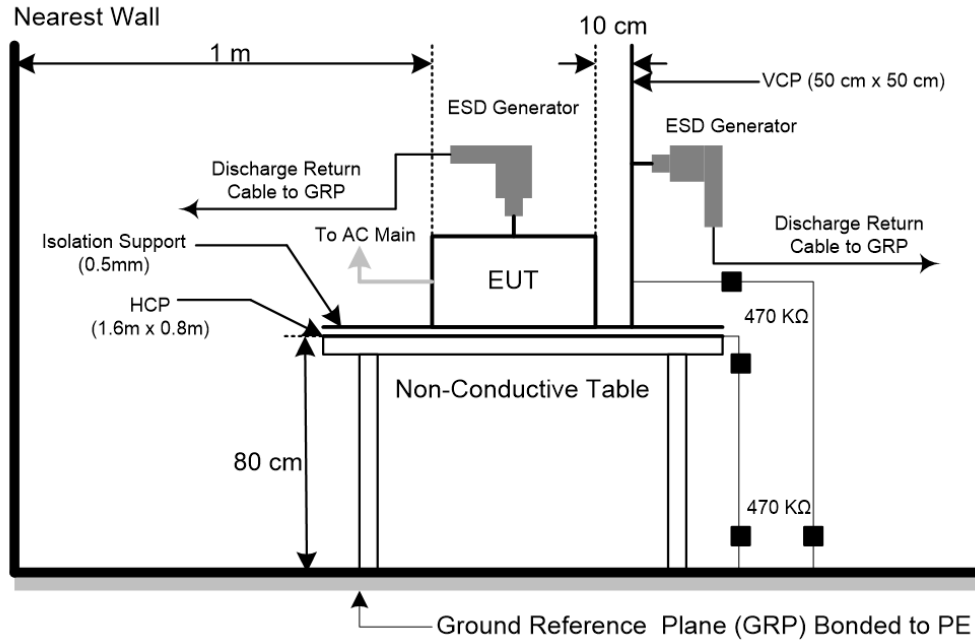 Nearest Wall
10 cm
1 m
VCP (50 cm x 50 cm)
ESD Generator
ESD Generator
Discharge Return
Cable to GRP
Discharge Return
Cable to GRP
To AC Main
Isolation Support
(0.5mm)
EUT
HCP
(1.6m x 0.8m)
470 KΩ
Non-Conductive Table
80 cm
470 KΩ
Ground Reference Plane (GRP) Bonded to PE